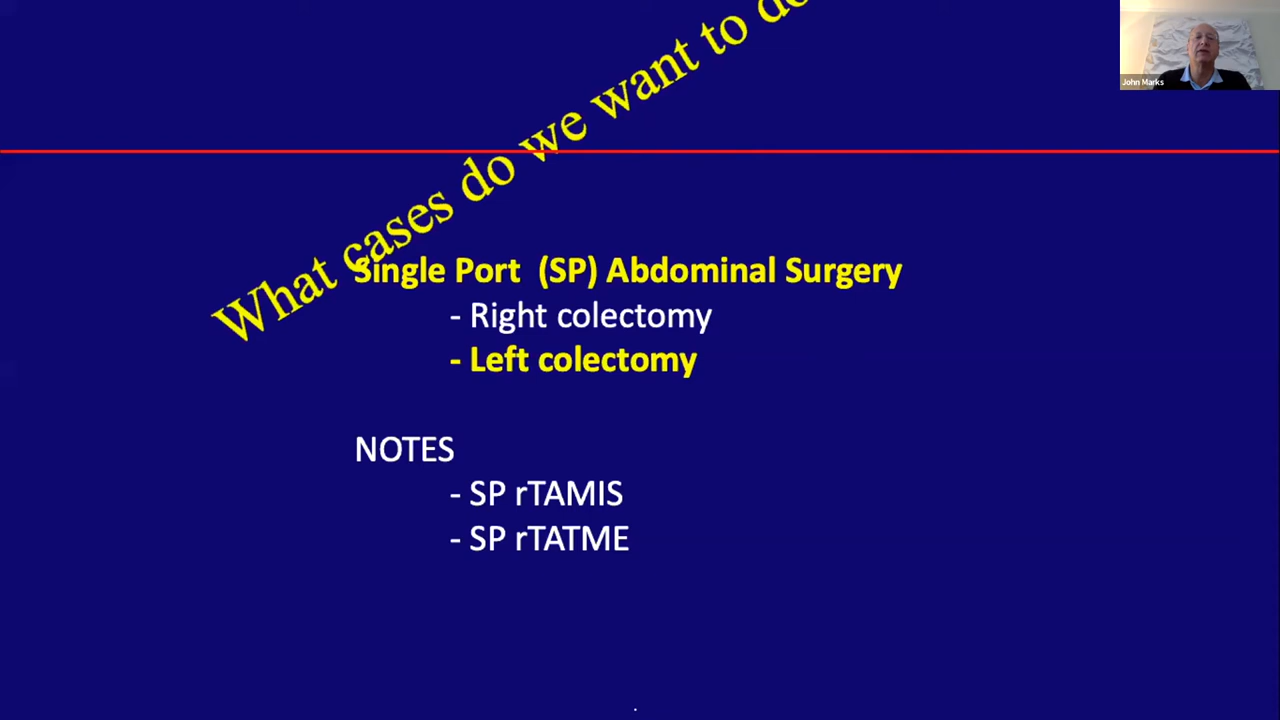 What cases do we want to do
John Marks
Single Port (SP) Abdominal Surgery
- Right colectomy
- Left colectomy
NOTES
- SP rTAMIS
- SP rTATME
.